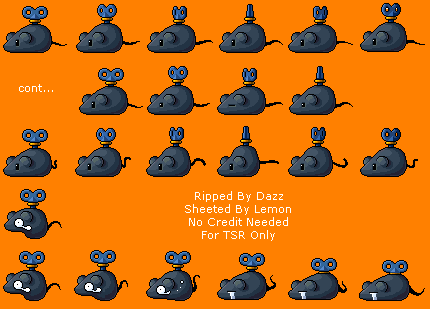 cont...
Ripped By Dazz
Sheeted By Lemon
No Credit Needed
For TSR Only